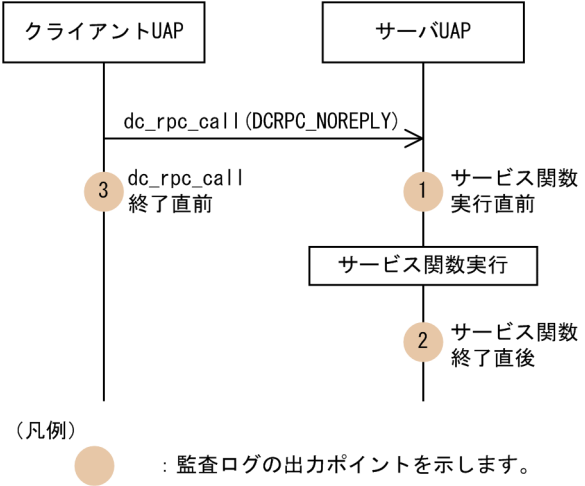 クライアントUAP
サーバUAP
dc_rpc_call(DCRPC_NOREPLY)
3
dc_rpc_call
終了直前
1
サービス関数
実行直前
サービス関数実行
2
サービス関数
終了直後
(凡例)
：監査ログの出力ポイントを示します。